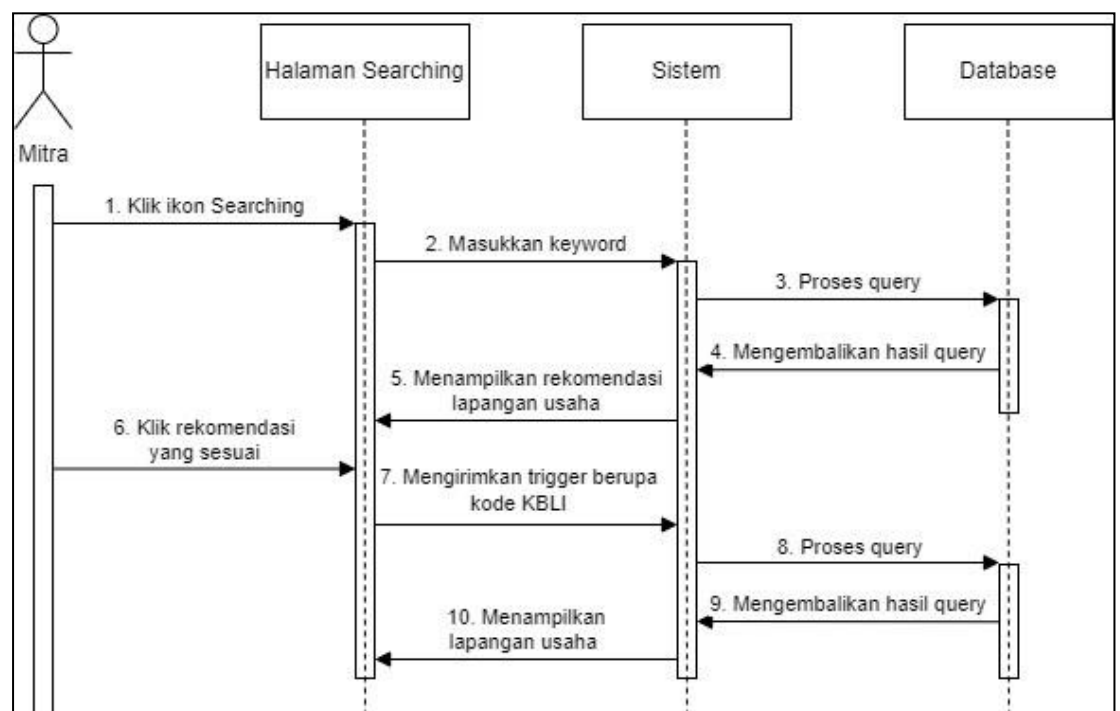 Halaman Searching
Sistem
Database
Mitra
1. Klik ikon Searching
2. Masukkan keyword
3. Proses query
4. Mengembalikan hasil query
5. Menampilkan rekomendasi
lapangan usaha
6. Klik rekomendasi
yang sesuai
7. Mengirimkan trigger berupa
kode KBLI
8. Proses query
9. Mengembalikan hasil query
10. Menampilkan
lapangan usaha